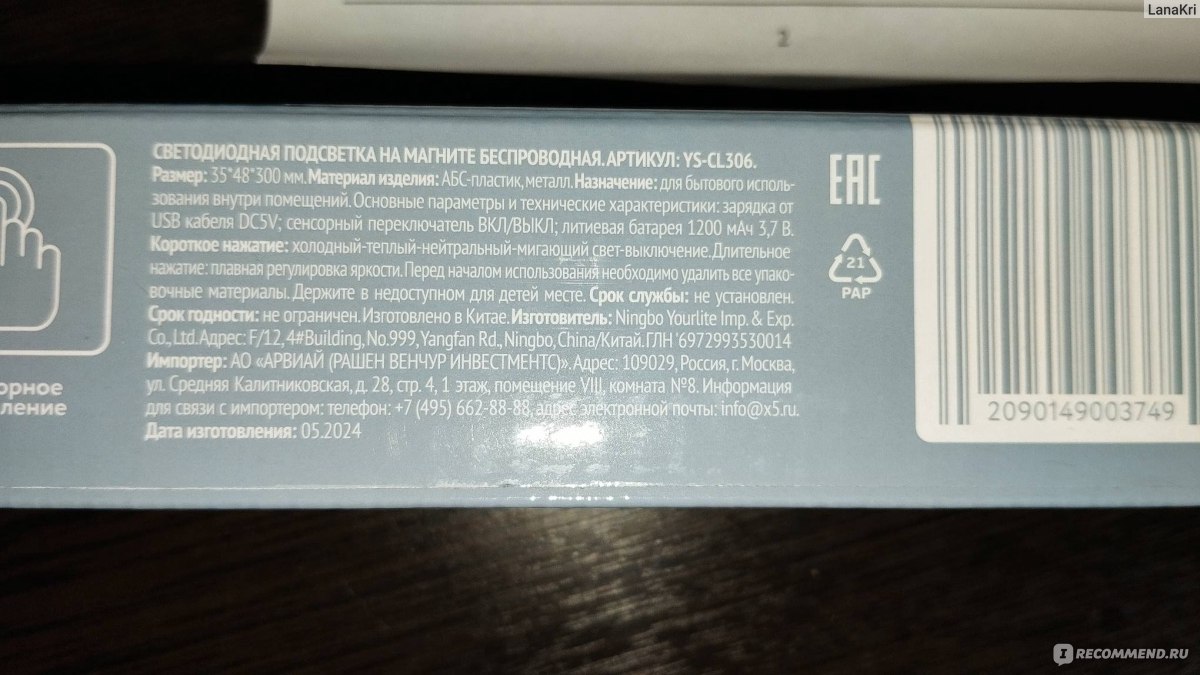 LanaKri
1
СВЕТОДИОДНАЯ ПОДСВЕТКА НА МАГНИТЕ БЕСПРОВОДНАЯ. АРТИКУЛ: YS-CL306.
Размер: 35*48*300 мм. Материал изделия: АБС-пластик, металл. Назначение: для бытового исполь-
зования внутри помещений. Основные параметры и технические характеристики: зарядка от
USB кабеля DC5V; сенсорный переключатель ВКЛ/ВЫКЛ; литиевая батарея 1200 мАч 3,7 В.
Короткое нажатие: холодный-теплый-нейтральный-мигающий свет-выключение. Длительное
нажатие: плавная регулировка яркости. Перед началом использования необходимо удалить все упако-
вочные материалы. Держите в недоступном для детей месте. Срок службы: не установлен.
Срок годности: не ограничен. Изготовлено в Китае. Изготовитель: Ningbo Yourlite Imp. & Exp.
Co., Ltd. Адрес: F/12, 4#Building, No.999, Yangfan Rd., Ningbo, China/Китай. ГЛН '6972993530014
Импортер: АО «АРВИАЙ (РАШЕН ВЕНЧУР ИНВЕСТМЕНТС)». Адрес: 109029, Россия, г. Москва,
ул. Средняя Калитниковская, д. 28, стр. 4, 1 этаж, помещение VIII, комната №8. Информация
для связи с импортером: телефон: +7 (495) 662-88-88, адрес электронной почты: info@x5.ru.
Дата изготовления: 05.2024
EAC
21
PAP
2090149003749
орное
ление
IRECOMMEND.RU